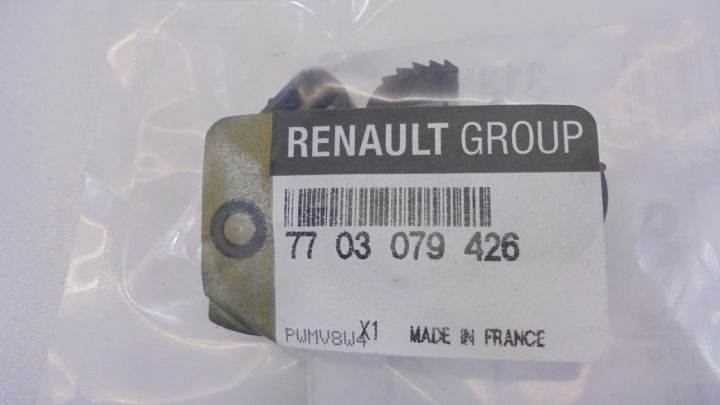 RENAULT GROUP
77 03 079 426
PWMV8W4 X1 MADE IN FRANCE